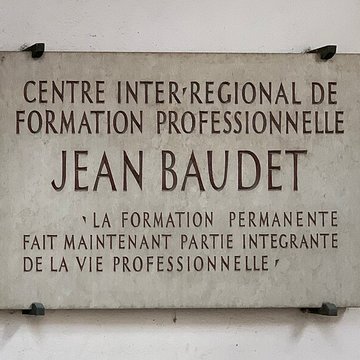 CENTRE INTER-REGIONAL DE
FORMATION PROFESSIONNELLE
JEAN BAUDET
"LA FORMATION PERMANENTE
FAIT MAINTENANT PARTIE INTEGRANTE
DE LA VIE PROFESSIONNELLE"